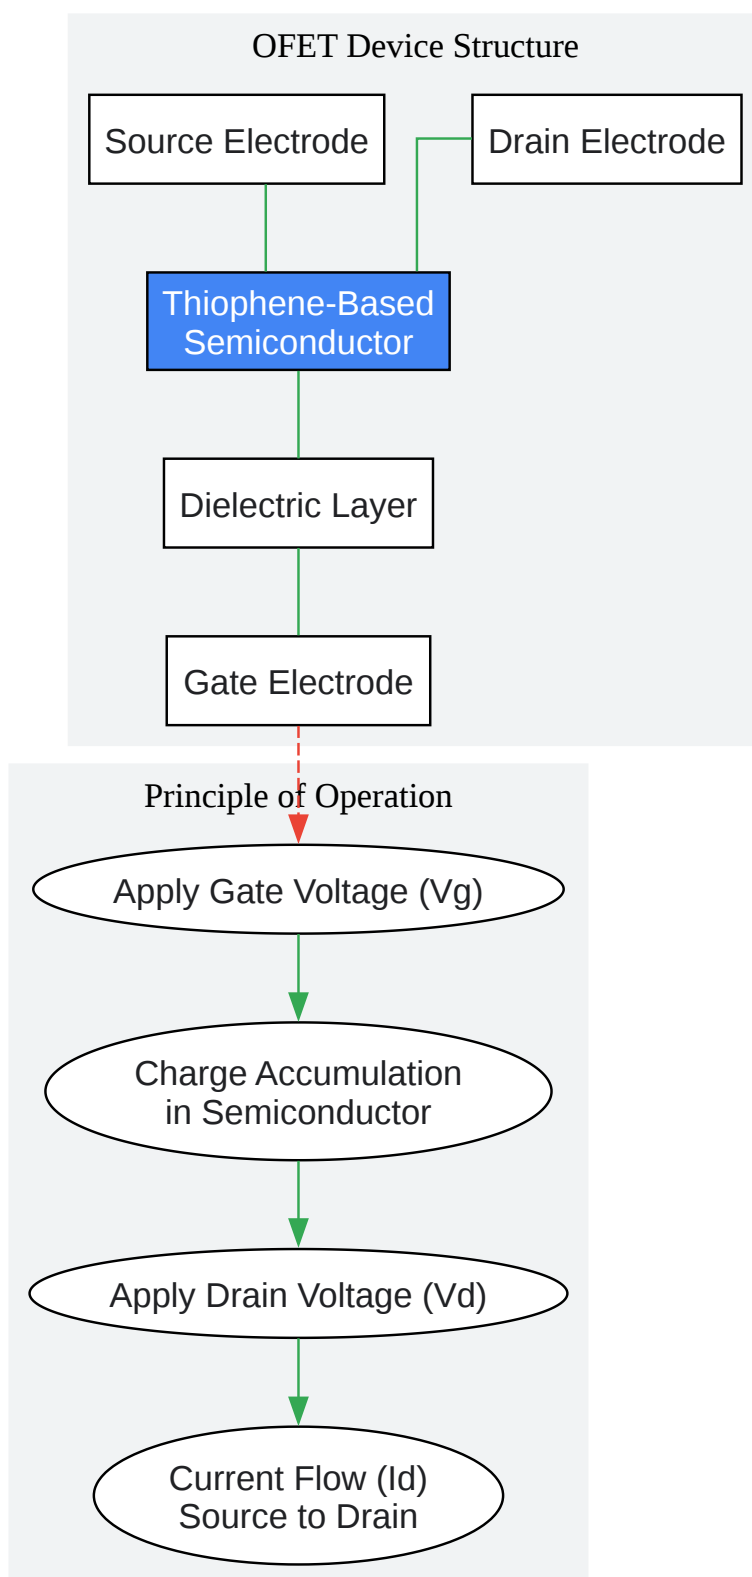 OFET Device Structure
Source Electrode
Drain Electrode
Thiophene-Based
Semiconductor
Dielectric Layer
Gate Electrode
Principle of Operation
Apply Gate Voltage (Vg)
Charge Accumulation
in Semiconductor
Apply Drain Voltage (Vd)
Current Flow (Id)
Source to Drain